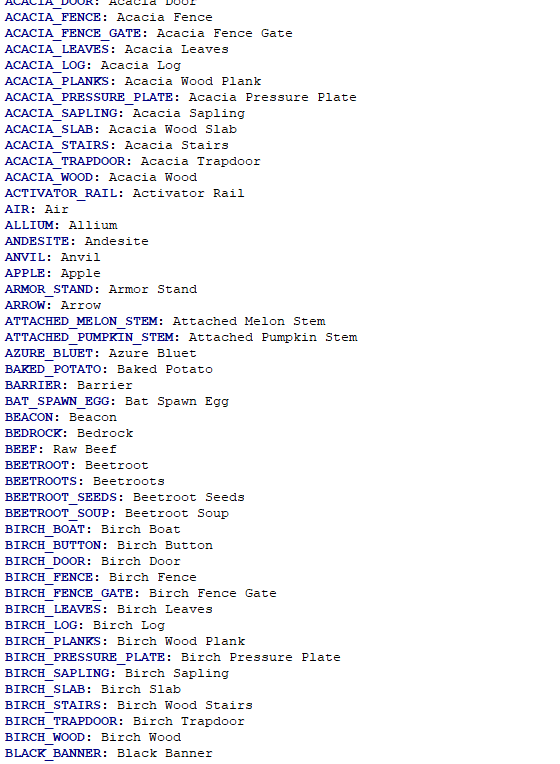 ACACIA_DOOR: Acacia Door
ACACIA_FENCE: Acacia Fence
ACACIA_FENCE_GATE: Acacia Fence Gate
ACACIA_LEAVES: Acacia Leaves
ACACIA_LOG: Acacia Log
ACACIA_PLANKS: Acacia Wood Plank
ACACIA_PRESSURE_PLATE: Acacia Pressure Plate
ACACIA_SAPLING: Acacia Sapling
ACACIA_SLAB: Acacia Wood Slab
ACACIA_STAIRS: Acacia Stairs
ACACIA_TRAPDOOR: Acacia Trapdoor
ACACIA_WOOD: Acacia Wood
ACTIVATOR_RAIL: Activator Rail
AIR: Air
ALLIUM: Allium
ANDESITE: Andesite
ANVIL: Anvil
APPLE: Apple
ARMOR_STAND: Armor Stand
ARROW: Arrow
ATTACHED_MELON_STEM: Attached Melon Stem
ATTACHED_PUMPKIN_STEM: Attached Pumpkin Stem
AZURE_BLUET: Azure Bluet
BAKED_POTATO: Baked Potato
BARRIER: Barrier
BAT_SPAWN_EGG: Bat Spawn Egg
BEACON: Beacon
BEDROCK: Bedrock
BEEF: Raw Beef
BEETROOT: Beetroot
BEETROOTS: Beetroots
BEETROOT_SEEDS: Beetroot Seeds
BEETROOT_SOUP: Beetroot Soup
BIRCH_BOAT: Birch Boat
BIRCH_BUTTON: Birch Button
BIRCH_DOOR: Birch Door
BIRCH_FENCE: Birch Fence
BIRCH_FENCE_GATE: Birch Fence Gate
BIRCH_LEAVES: Birch Leaves
BIRCH_LOG: Birch Log
BIRCH_PLANKS: Birch Wood Plank
BIRCH_PRESSURE_PLATE: Birch Pressure Plate
BIRCH_SAPLING: Birch Sapling
BIRCH_SLAB: Birch Slab
BIRCH_STAIRS: Birch Wood Stairs
BIRCH_TRAPDOOR: Birch Trapdoor
BIRCH_WOOD: Birch Wood
BLACK_BANNER: Black Banner